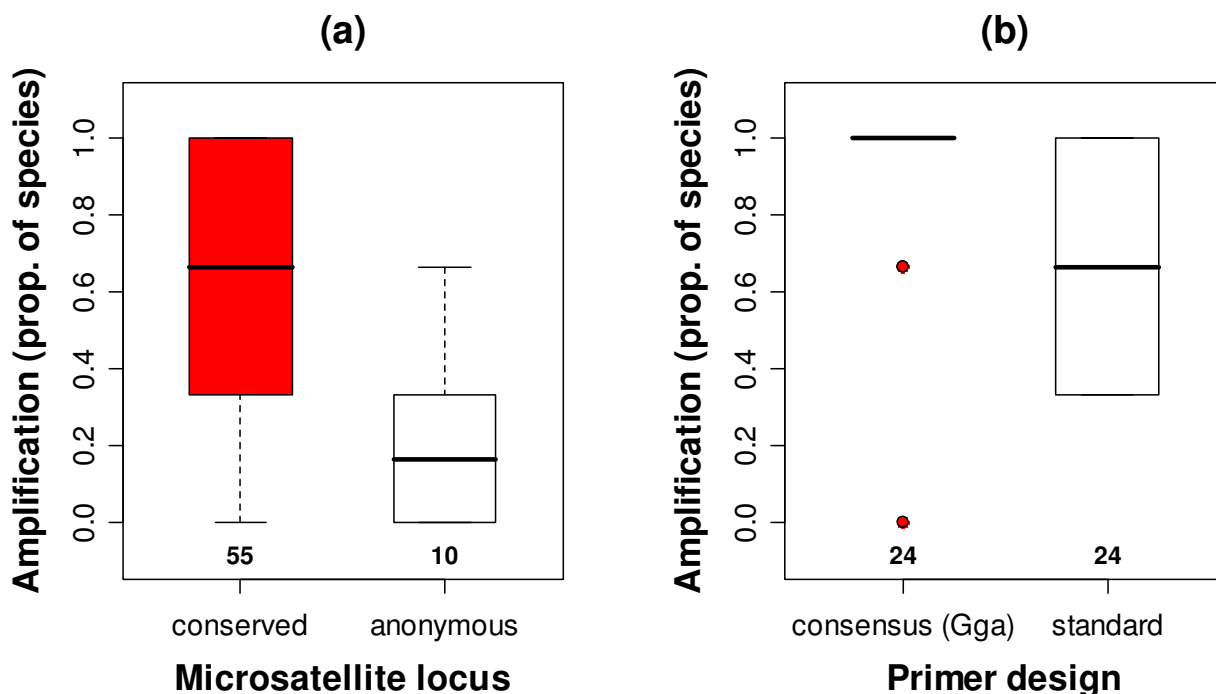 (a)
Amplification (prop. of species)
1.0
0.8
0.6
0.4
0.2
0.0
55
10
conserved
anonymous
Microsatellite locus
(b)
Amplification (prop. of species)
1.0
0.8
0.6
0.4
0.2
0.0
24
24
consensus (Gga)
standard
Primer design